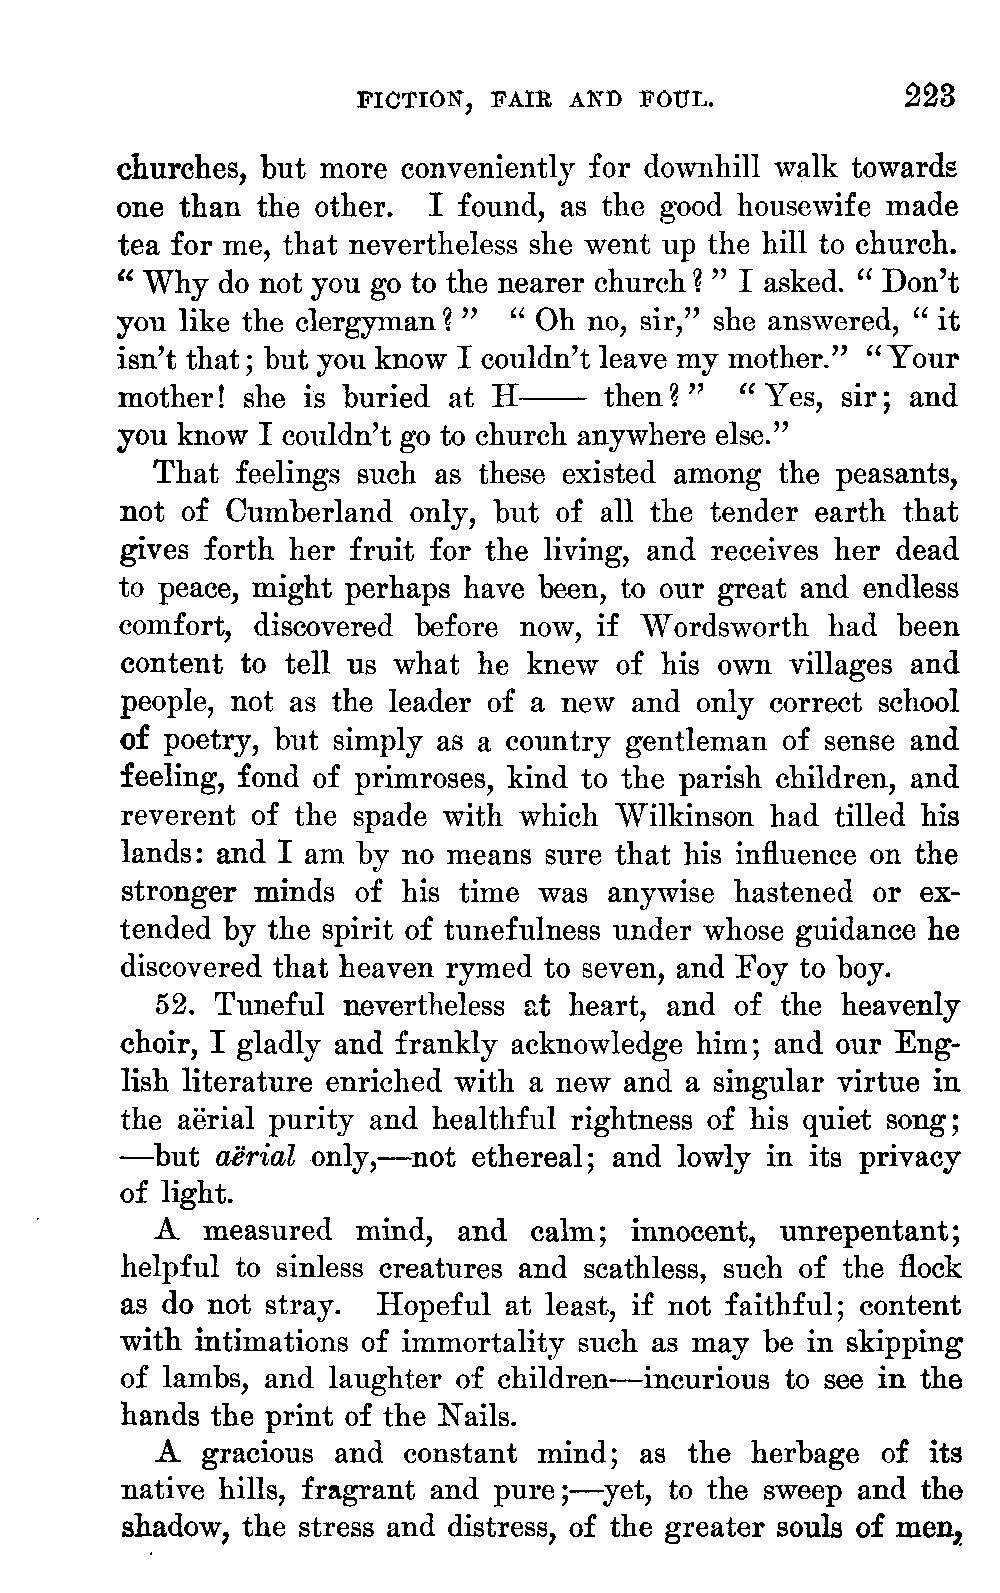 FICTION, FAIR AND FOUL. 223
churches, but more conveniently for downhill walk towards
one than the other. I found, as the good housewife made
tea for me, that nevertheless she went up the hill to church.
“ Why do not you go to the nearer church ? ” I asked. “ Don’t
you like the clergyman ? ” “ Oh no, sir,” she answered, “ it
isn’t that ; but you know I couldn’t leave my mother.” “ Your
mother! she is buried at H—— then ? ” “ Yes, sir ; and
you know I couldn’t go to church anywhere else.”
That feelings such as these existed among the peasants,
not of Cumberland only, but of all the tender earth that
gives forth her fruit for the living, and receives her dead
to peace, might perhaps have been, to our great and endless
comfort, discovered before now, if Wordsworth had been
content to tell us what he knew of his own villages and
people, not as the leader of a new and only correct school
of poetry, but simply as a country gentleman of sense and
feeling, fond of primroses, kind to the parish children, and
reverent of the spade with which Wilkinson had tilled his
lands: and I am by no means sure that his influence on the
stronger minds of his time was anywise hastened or ex-
tended by the spirit of tunefulness under whose guidance he
discovered that heaven rymed to seven, and Foy to boy.
52. Tuneful nevertheless at heart, and of the heavenly
choir, I gladly and frankly acknowledge him; and our Eng-
lish literature enriched with a new and a singular virtue in
the aërial purity and healthful rightness of his quiet song;
—but aërial only,—not ethereal; and lowly in its privacy
of light.
A measured mind, and calm; innocent, unrepentant;
helpful to sinless creatures and scathless, such of the flock
as do not stray. Hopeful at least, if not faithful; content
with intimations of immortality such as may be in skipping
of lambs, and laughter of children—incurious to see in the
hands the print of the Nails.
A gracious and constant mind; as the herbage of its
native hills, fragrant and pure;—yet, to the sweep and the
shadow, the stress and distress, of the greater souls of men,